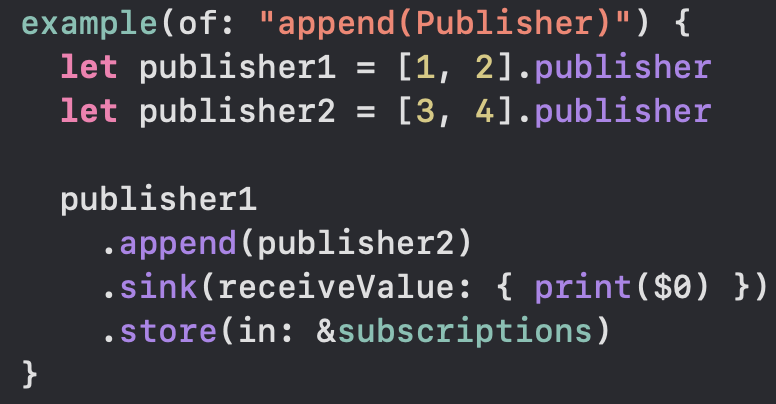 example(of: "append(Publisher)") {
  let publisher1 = [1, 2].publisher
  let publisher2 = [3, 4].publisher

  publisher1
    .append(publisher2)
    .sink(receiveValue: { print($0) })
    .store(in: &subscriptions)
}